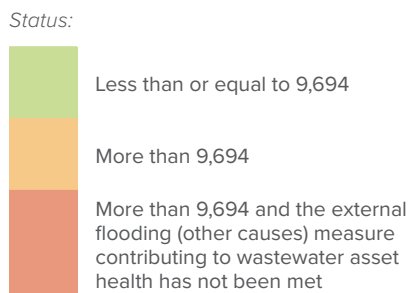 Status:
Less than or equal to 9,694
More than 9,694
More than 9,694 and the external
flooding (other causes) measure
contributing to wastewater asset
health has not been met